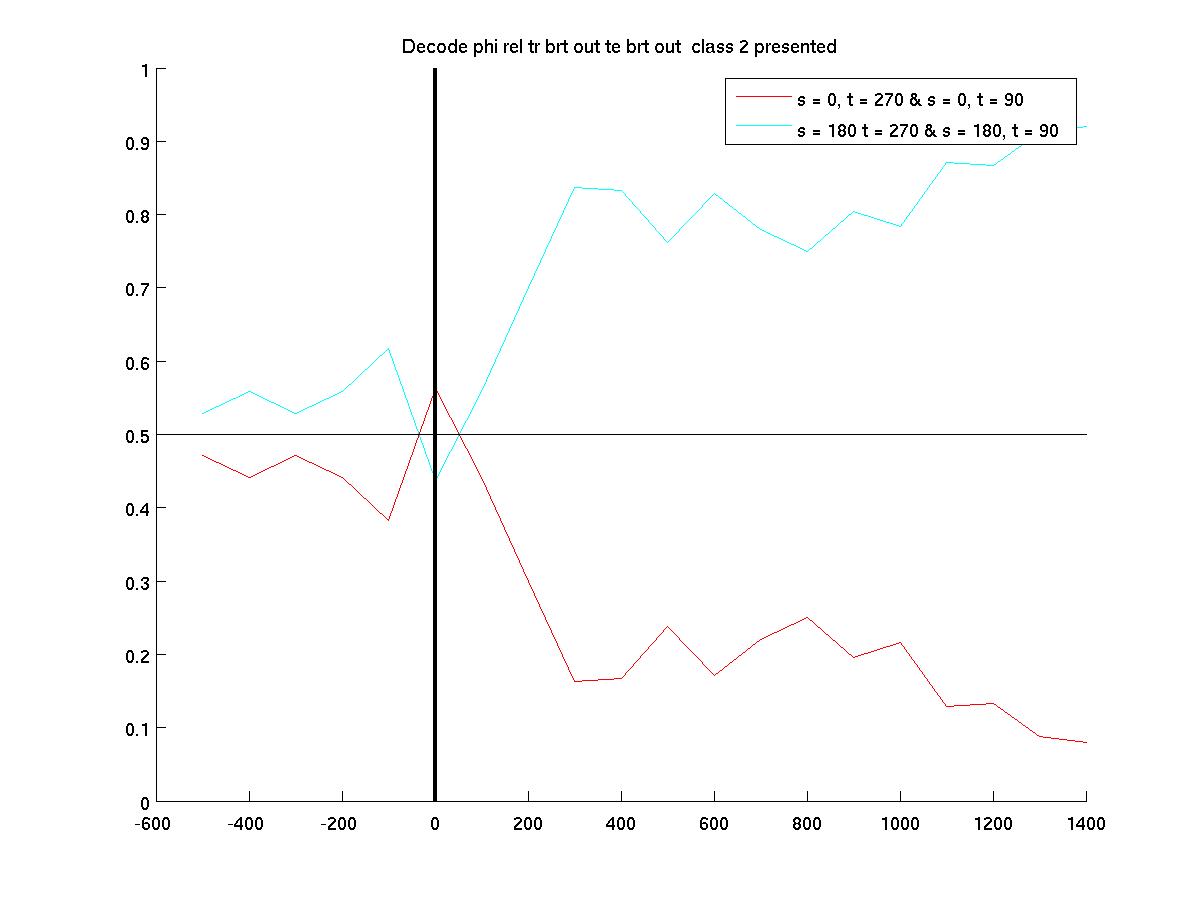 Decode phi rel tr brt out te brt out  class 2 presented
1
s = 0, t = 270 & s = 0, t = 90
s = 180 t = 270 & s = 180, t = 90
0.9
0.8
0.7
0.6
0.5
0.4
0.3
0.2
0.1
0
-600 -400 -200 0 200 400 600 800 1000 1200 1400